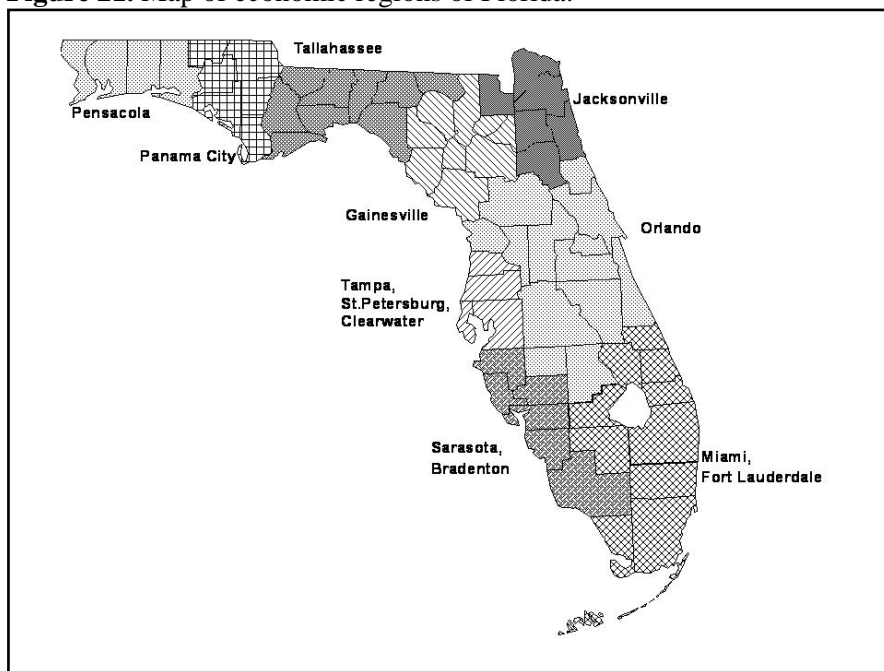 Figure 22. Map of economic regions of Florida.
Tallahassee
Jacksonville
Pensacola
Panama City
Gainesville
Orlando
Tampa,
St.Petersburg,
Clearwater
Sarasota,
Bradenton
Miami,
Fort Lauderdale